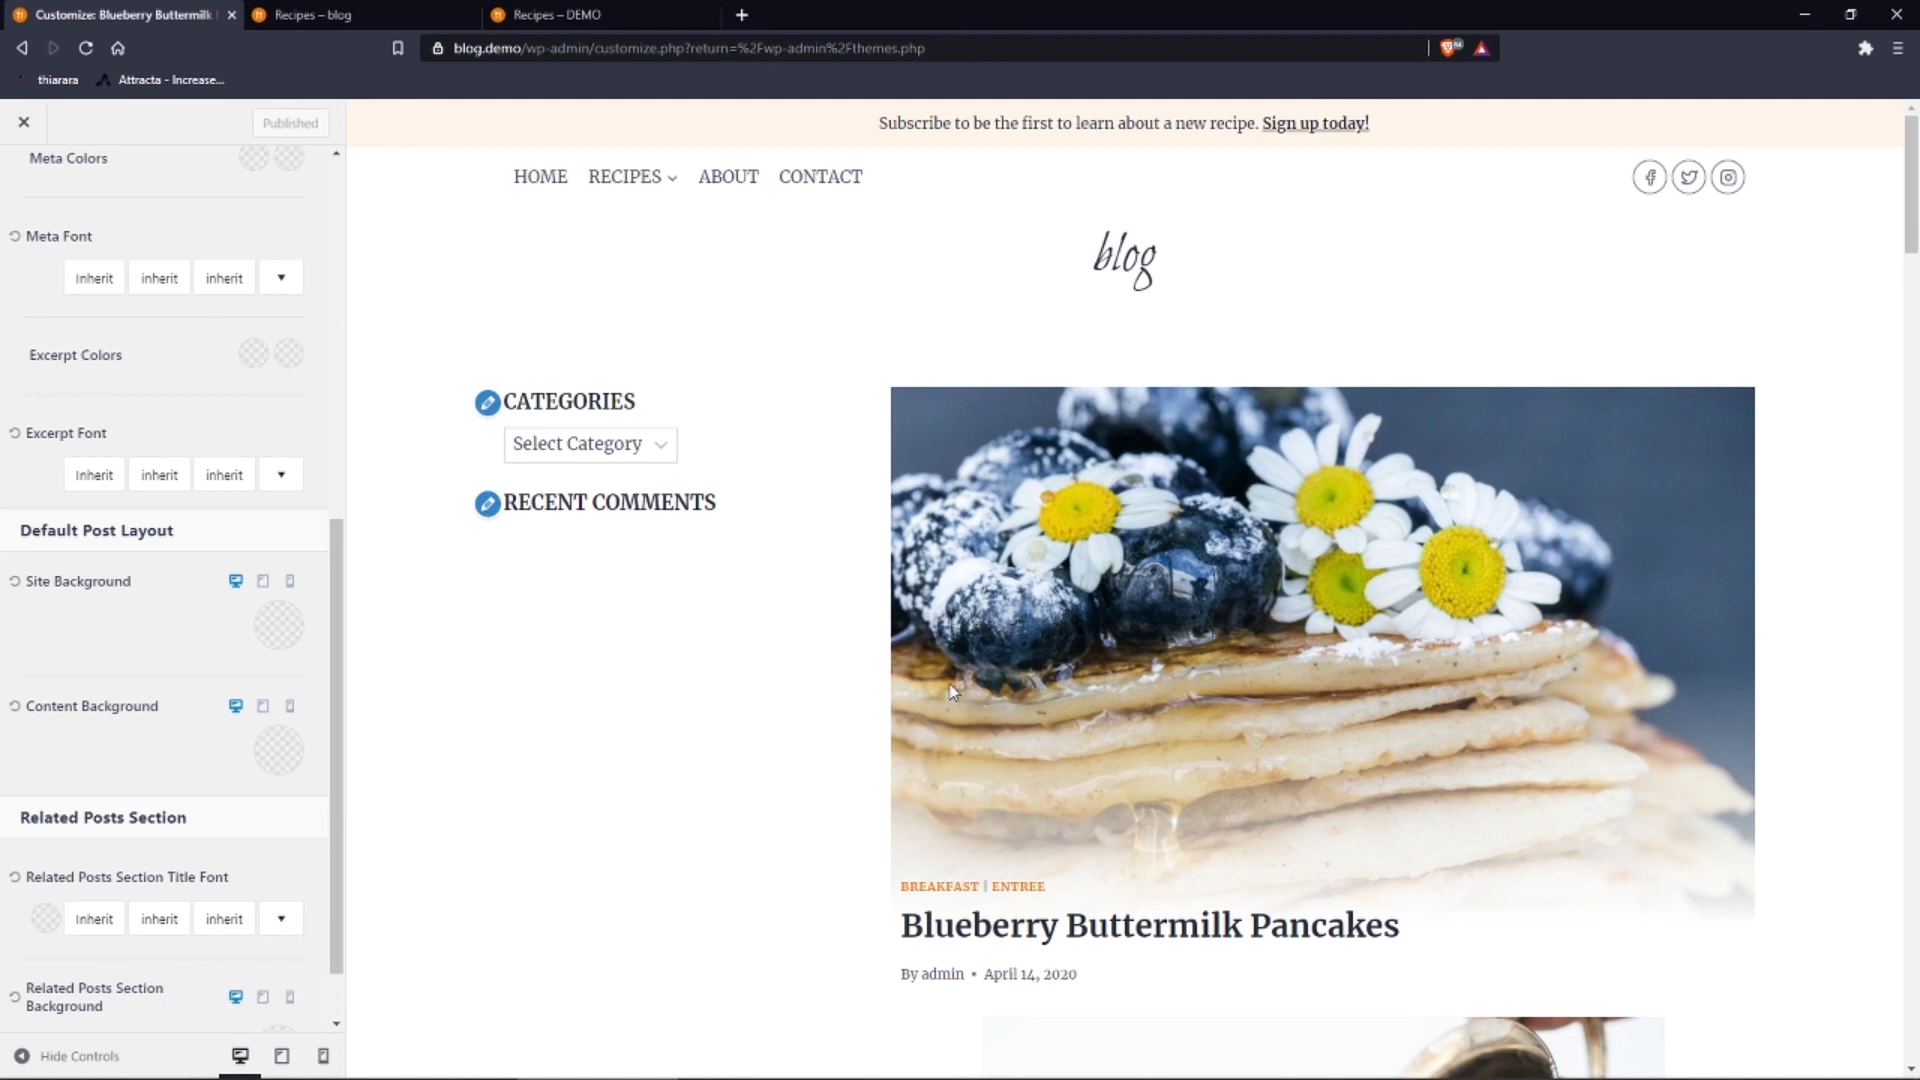 Customize: Blueberry Buttermilk
Recipes – blog
Recipes – DEMO
blog.demo/wp-admin/customize.php?return=%2Fwp-admin%2Fthemes.php
thiarara
Attracta - Increase...
Published
Subscribe to be the first to learn about a new recipe. Sign up today!
Meta Colors
HOME RECIPES ABOUT CONTACT
blog
Meta Font
Inherit inherit inherit
Excerpt Colors
CATEGORIES
Select Category
RECENT COMMENTS
Excerpt Font
Inherit inherit inherit
Default Post Layout
Site Background
Content Background
Related Posts Section
Related Posts Section Title Font
Inherit inherit inherit
BREAKFAST | ENTREE
Blueberry Buttermilk Pancakes
By admin • April 14, 2020
Related Posts Section
Background
Hide Controls